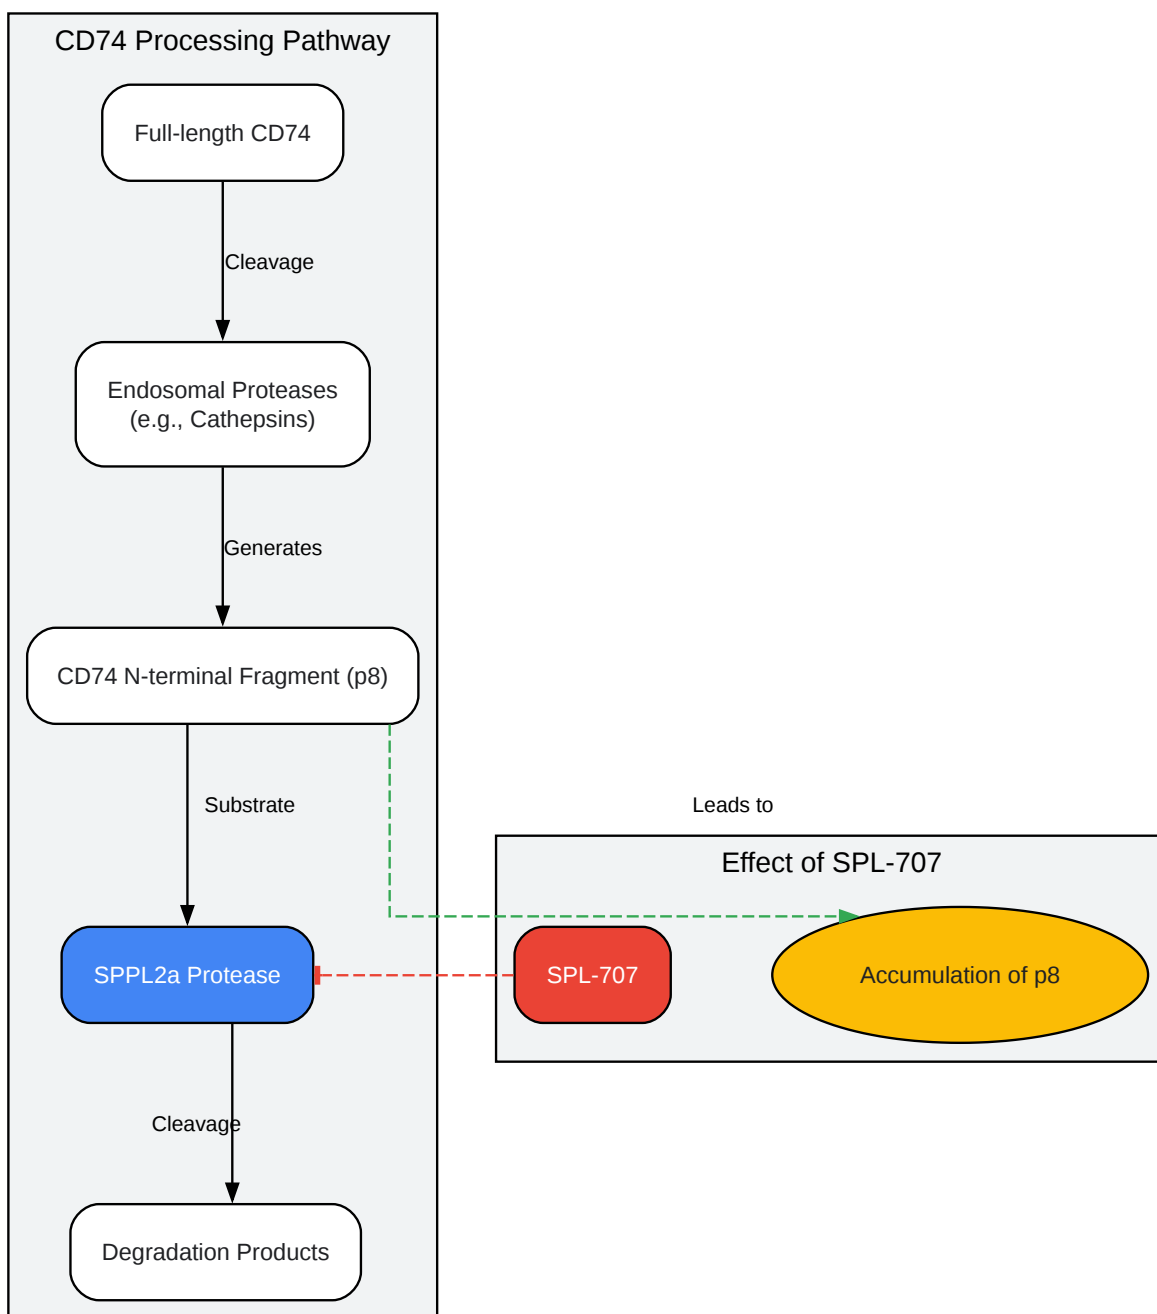 CD74 Processing Pathway
Full-length CD74
Cleavage
Endosomal Proteases
(e.g., Cathepsins)
Generates
CD74 N-terminal Fragment (p8)
Substrate
Leads to
Effect of SPL-707
SPPL2a Protease
SPL-707
Accumulation of p8
Cleavage
Degradation Products